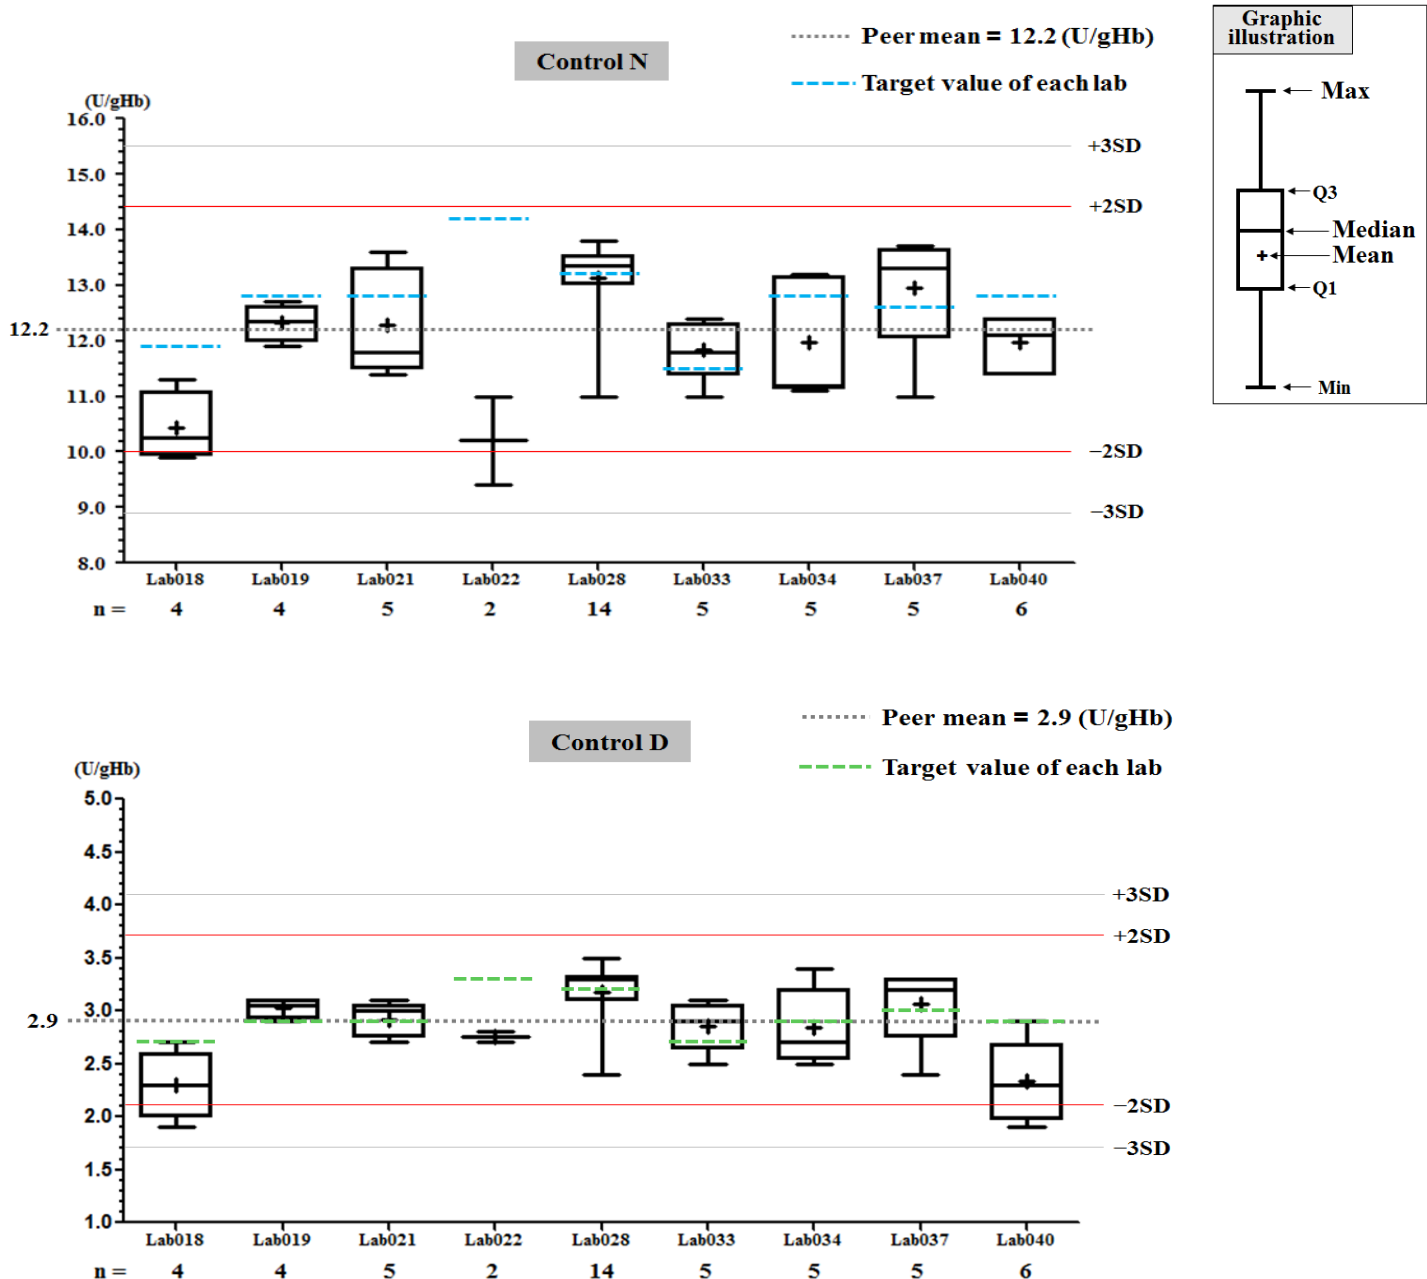 Control N
Peer mean = 12.2 (U/gHb)
Target value of each lab
Graphic
illustration
Max
Q3
Median
Mean
Q1
Min
(U/gHb)
16.0
15.0
14.0
13.0
12.0
11.0
10.0
9.0
8.0
12.2
+3SD
+2SD
−2SD
−3SD
Lab018 Lab019 Lab021 Lab022 Lab028 Lab033 Lab034 Lab037 Lab040
n = 4 4 5 2 14 5 5 5 6
Control D
Peer mean = 2.9 (U/gHb)
Target value of each lab
(U/gHb)
5.0
4.5
4.0
3.5
3.0
2.5
2.0
1.5
1.0
2.9
+3SD
+2SD
−2SD
−3SD
Lab018 Lab019 Lab021 Lab022 Lab028 Lab033 Lab034 Lab037 Lab040
n = 4 4 5 2 14 5 5 5 6